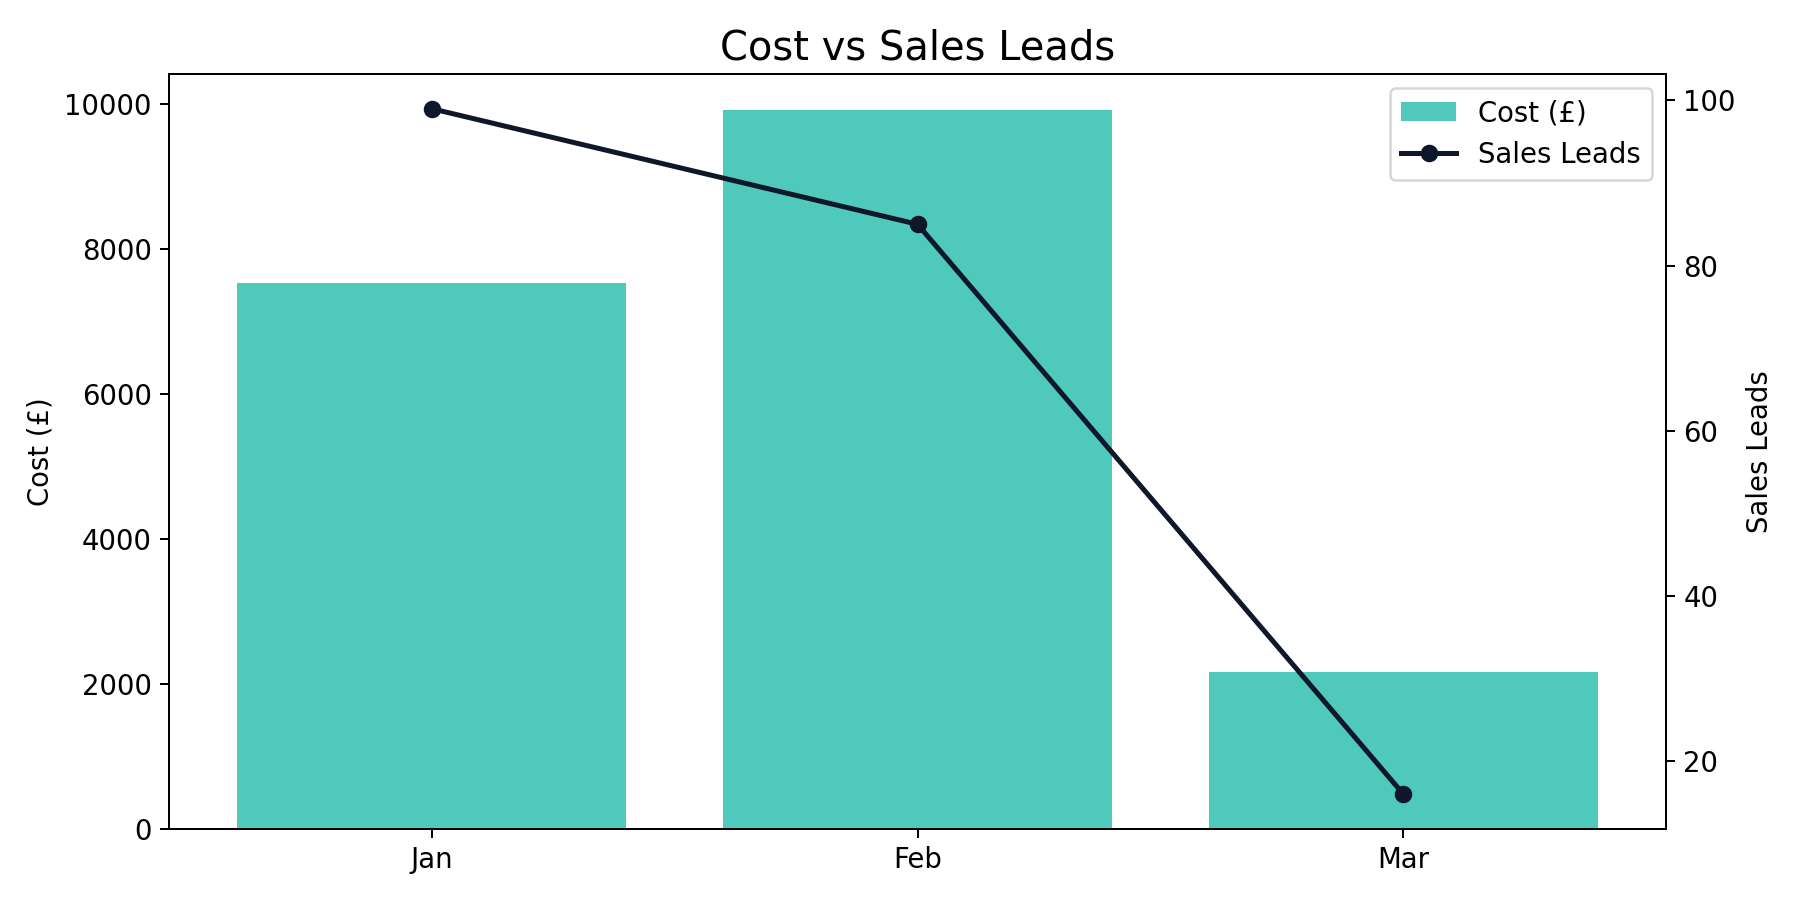 Cost vs Sales Leads
10000
8000
6000
4000
2000
0
Cost (£)
Jan
Feb
Mar
100
80
60
40
20
Sales Leads
Cost (£)
Sales Leads